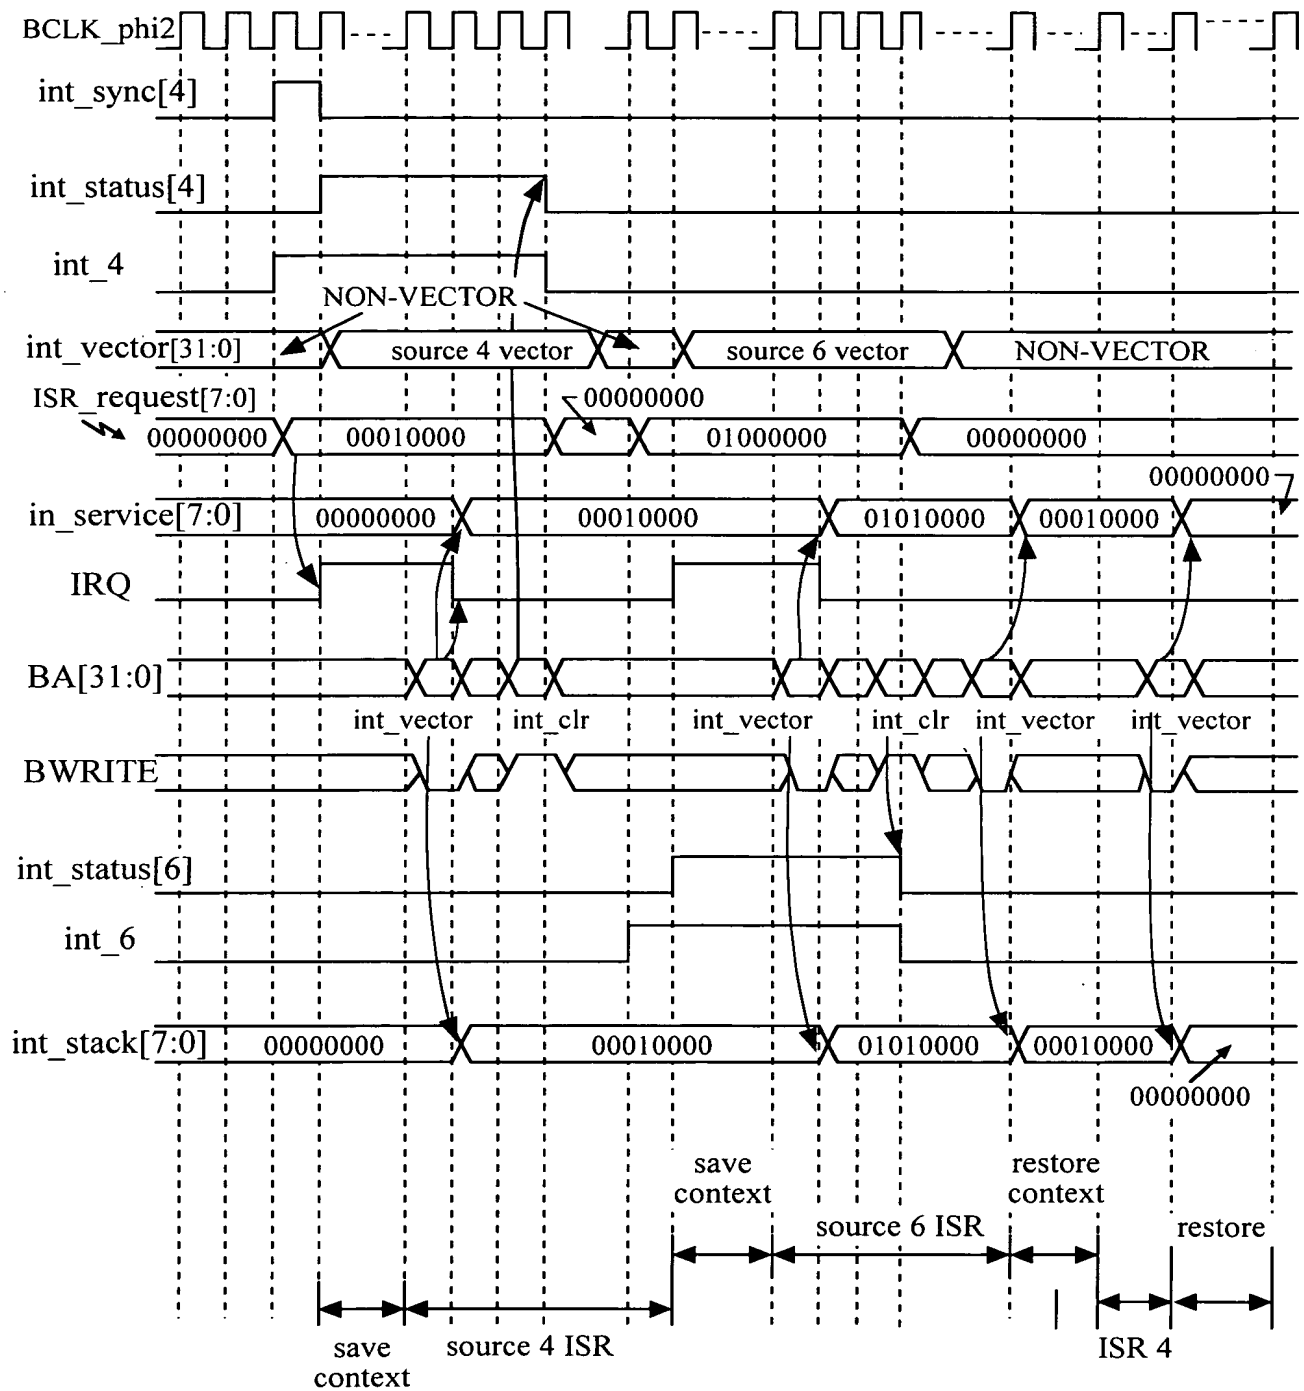 BCLK_phi2
int_sync[4]
int_status[4]
int_4
NON-VECTOR
int_vector[31:0]
source 4 vector
source 6 vector
NON-VECTOR
ISR_request[7:0]
00000000
00000000
00010000
01000000
00000000
00000000
in_service[7:0]
00000000
00010000
01010000
00010000
IRQ
BA[31:0]
int_vector
int_clr
int_vector
int_clr
int_vector
int_vector
BWRITE
int_status[6]
int_6
int_stack[7:0]
00000000
00010000
01010000
00010000
00000000
save
context
restore
context
source 6 ISR
restore
save
context
source 4 ISR
ISR 4